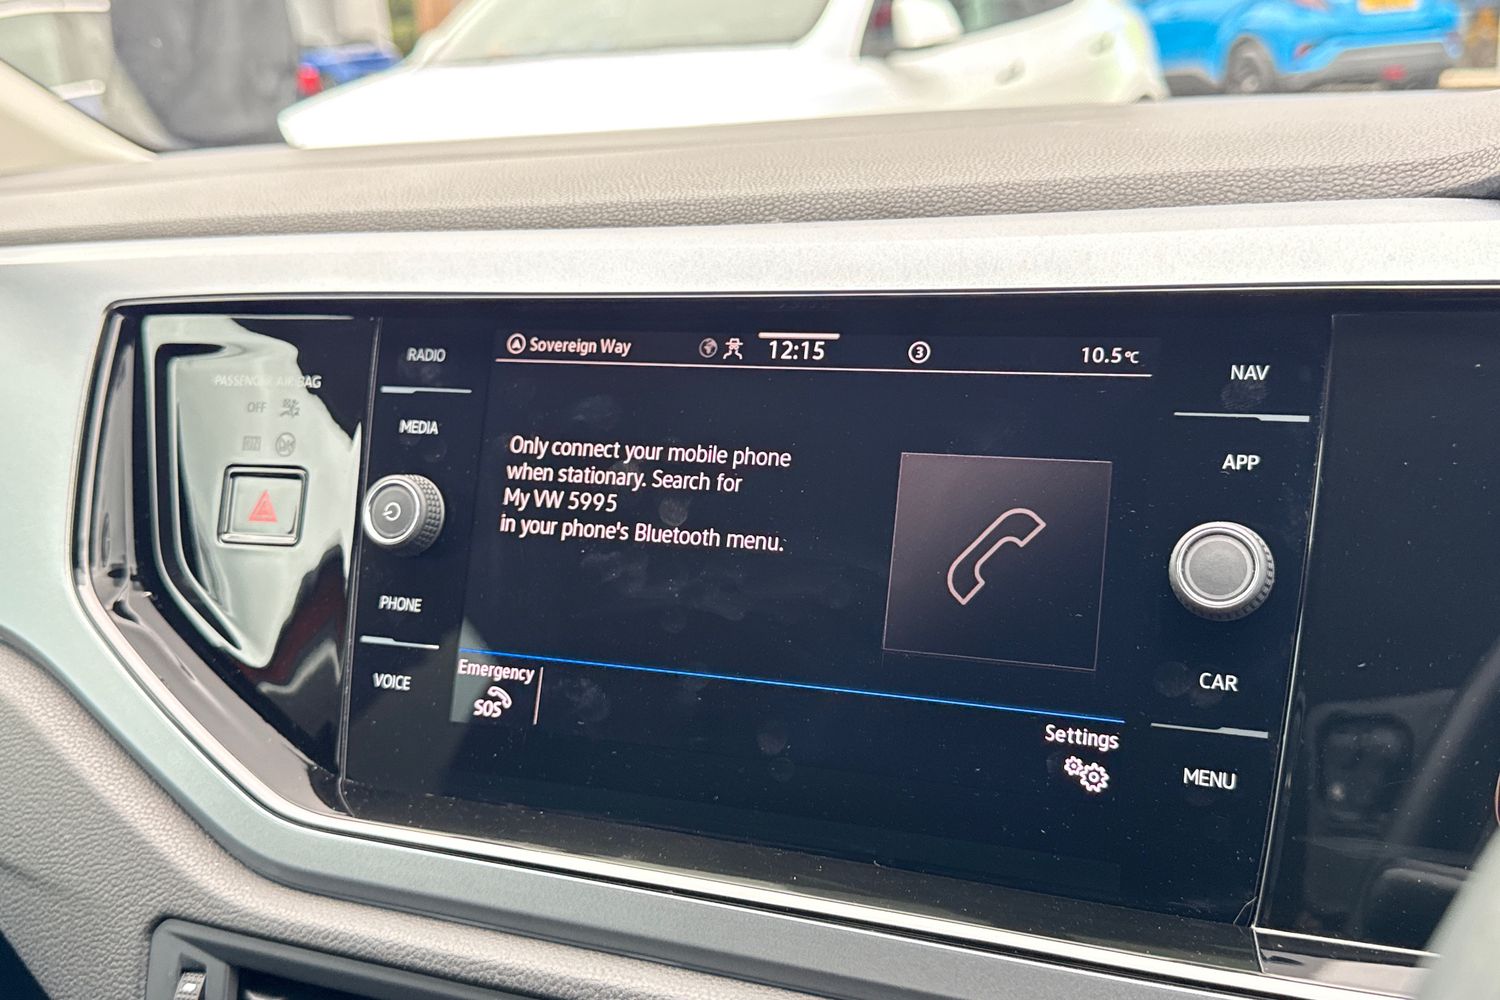 PASSENGER AIR BAG
OFF
RADIO
MEDIA
PHONE
VOICE
Sovereign Way
12:15
3
10.5°C
Only connect your mobile phone
when stationary. Search for
My VW 5995
in your phone's Bluetooth menu.
Emergency
SOS
Settings
NAV
APP
CAR
MENU